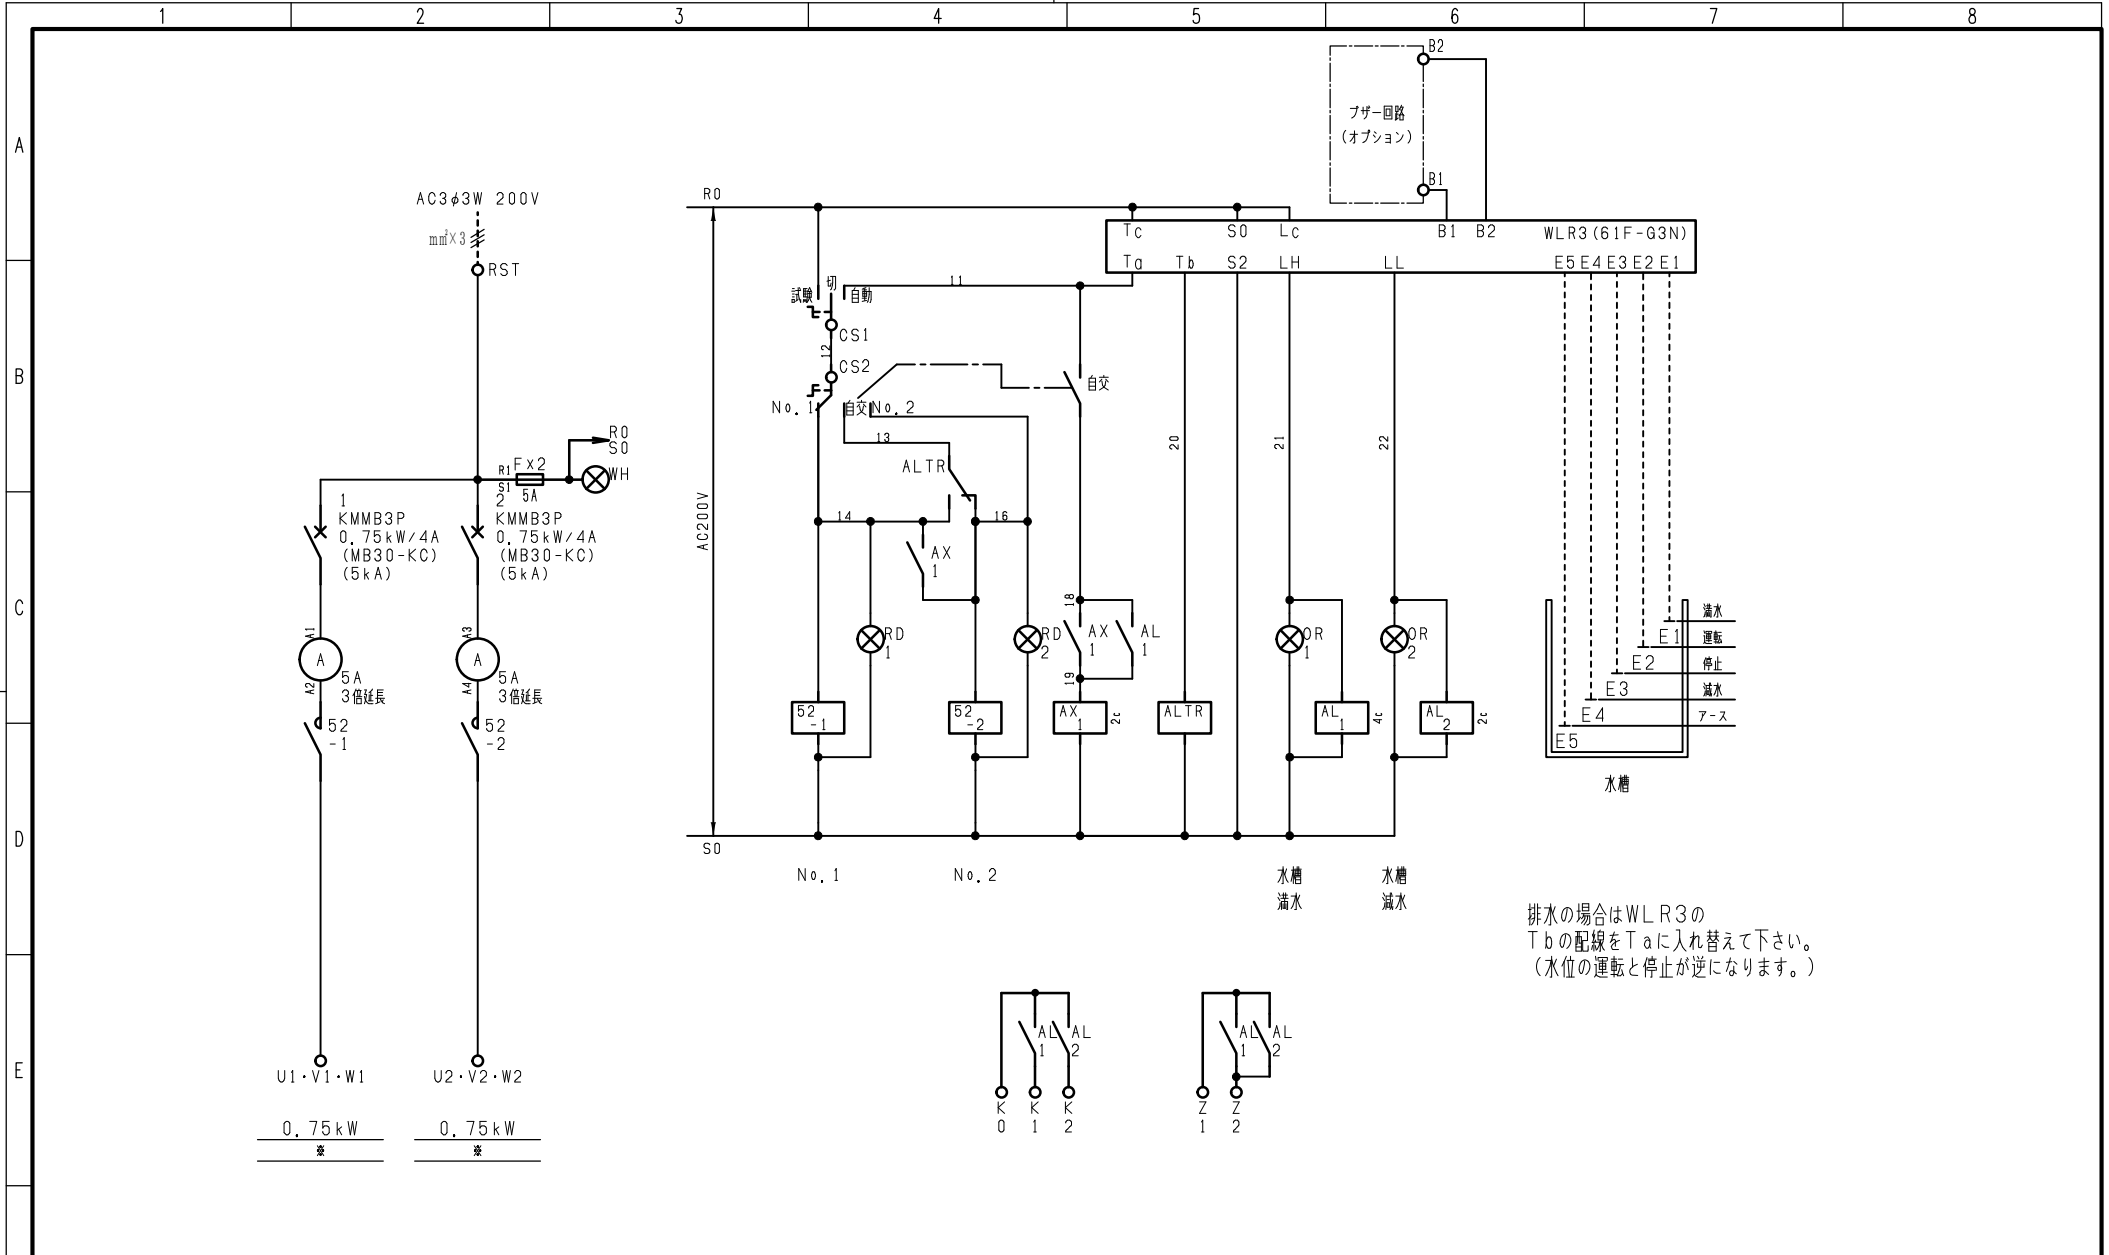 1 2 3 4 5 6 7 8
A
B
C
D
E
AC3φ3W 200V
mm²×3
RST
R0
S0
R1
S1
F×2
5A
WH
1
KMMB3P
0.75kW/4A
(MB30-KC)
(5kA)
2
KMMB3P
0.75kW/4A
(MB30-KC)
(5kA)
A1
A
A2
5A
3倍延長
A3
A
A4
5A
3倍延長
52
-1
52
-2
U1・V1・W1
U2・V2・W2
0.75kW
※
0.75kW
※
R0
AC200V
S0
試験
切
自動
11
CS1
12
CS2
No.1
自交
No.2
13
ALTR
14
16
AX
1
RD
1
RD
2
自交
18
AX
1
AL
1
19
20
21
22
OR
1
OR
2
52
-1
52
-2
AX
1
2c
ALTR
AL
1
4c
AL
2
2c
No.1
No.2
水槽
満水
水槽
減水
ブザー回路
(オプション)
B2
B1
Tc S0 Lc B1 B2 WLR3(61F-G3N)
Ta Tb S2 LH LL E5 E4 E3 E2 E1
満水
E1 運転
E2 停止
E3 減水
E4 アース
E5
水槽
排水の場合はWLR3の
Tbの配線をTaに入れ替えて下さい。
(水位の運転と停止が逆になります。)
AL
1
AL
2
K
0
K
1
K
2
AL
1
AL
2
Z
1
Z
2